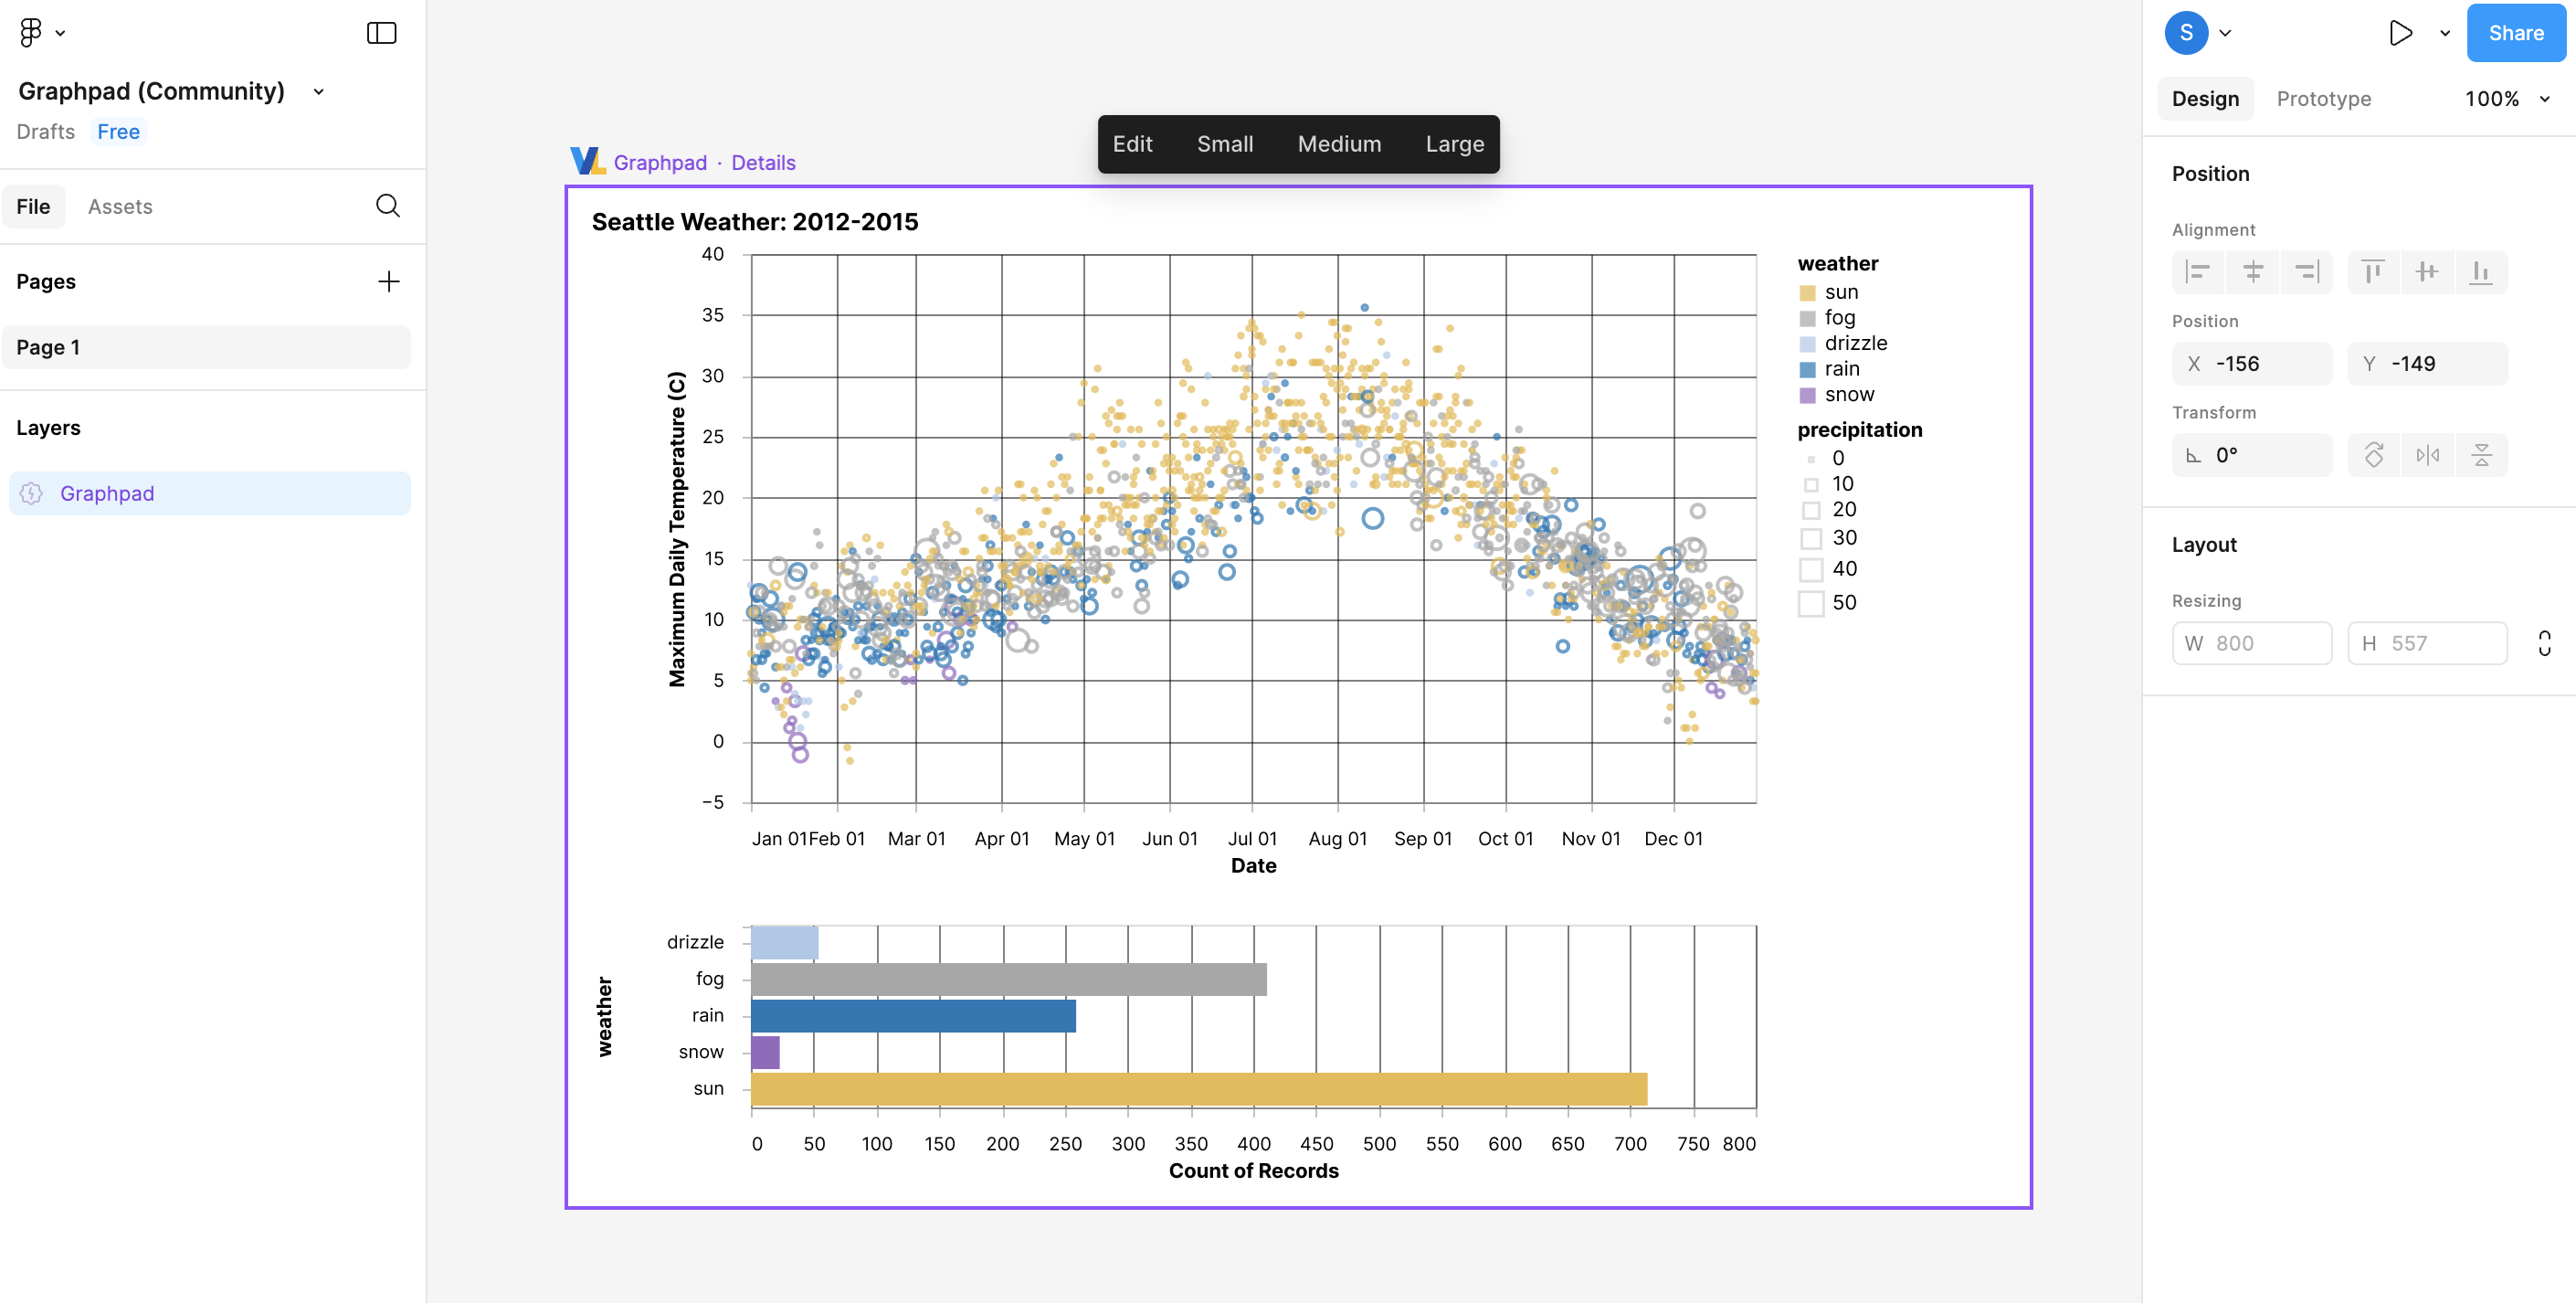 Graphpad (Community)
Drafts Free
File Assets
Pages
Page 1
Layers
Graphpad
Edit Small Medium Large
VL Graphpad · Details
Seattle Weather: 2012-2015
Maximum Daily Temperature (C)
40
35
30
25
20
15
10
5
0
−5
Jan 01 Feb 01 Mar 01 Apr 01 May 01 Jun 01 Jul 01 Aug 01 Sep 01 Oct 01 Nov 01 Dec 01
Date
weather
sun
fog
drizzle
rain
snow
precipitation
0
10
20
30
40
50
weather
drizzle
fog
rain
snow
sun
0 50 100 150 200 250 300 350 400 450 500 550 600 650 700 750 800
Count of Records
S Share
Design Prototype 100%
Position
Alignment
Position
X -156 Y -149
Transform
0°
Layout
Resizing
W 800 H 557